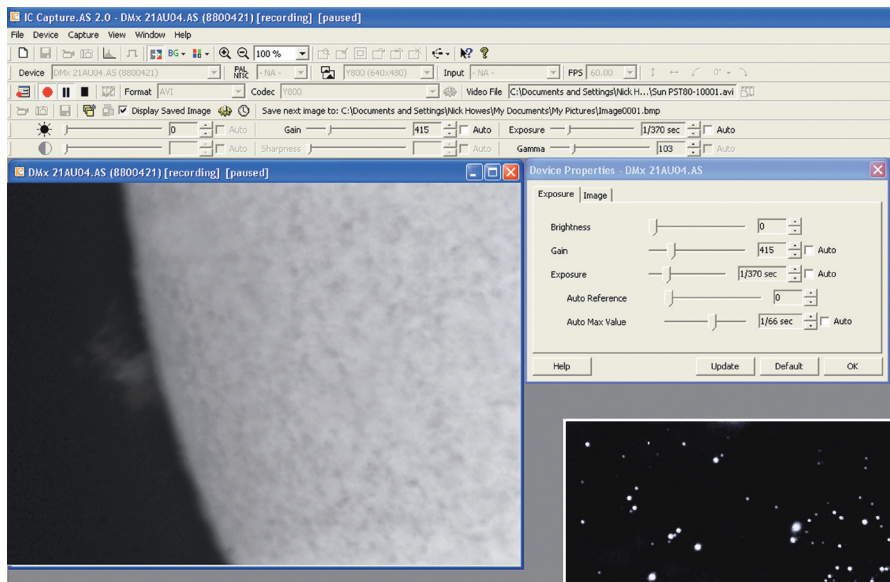 IC Capture.AS 2.0 - DMx 21AU04.AS (8800421) [recording] [paused]
File Device Capture View Window Help
BG 100 %
Device DMx 21AU04.AS (8800421) PAL NTSC - NA - Y800 (640x480) Input - NA - FPS 60.00 0°
Format AVI Codec Y800 Video File C:\Documents and Settings\Nick H...\Sun PST80-10001.avi
Display Saved Image Save next image to: C:\Documents and Settings\Nick Howes\My Documents\My Pictures\Image0001.bmp
0 Auto Gain 415 Auto Exposure 1/370 sec Auto
Auto Sharpness Auto Gamma 103 Auto
DMx 21AU04.AS (8800421) [recording] [paused]
Device Properties - DMx 21AU04.AS
Exposure Image
Brightness 0
Gain 415 Auto
Exposure 1/370 sec Auto
Auto Reference 0
Auto Max Value 1/66 sec Auto
Help Update Default OK